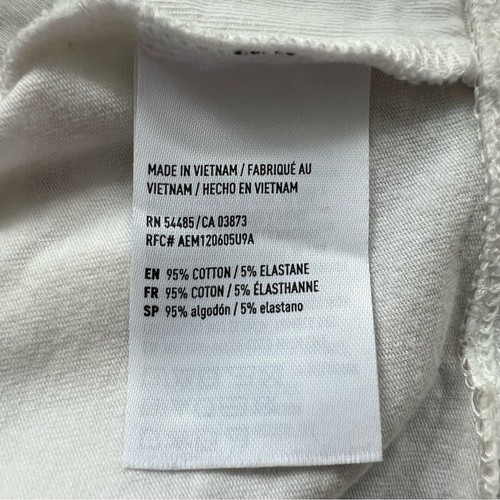 MADE IN VIETNAM / FABRIQUÉ AU
VIETNAM / HECHO EN VIETNAM
RN 54485/CA 03873
RFC# AEM120605U9A
EN 95% COTTON / 5% ELASTANE
FR 95% COTON / 5% ÉLASTHANNE
SP 95% algodón / 5% elastano